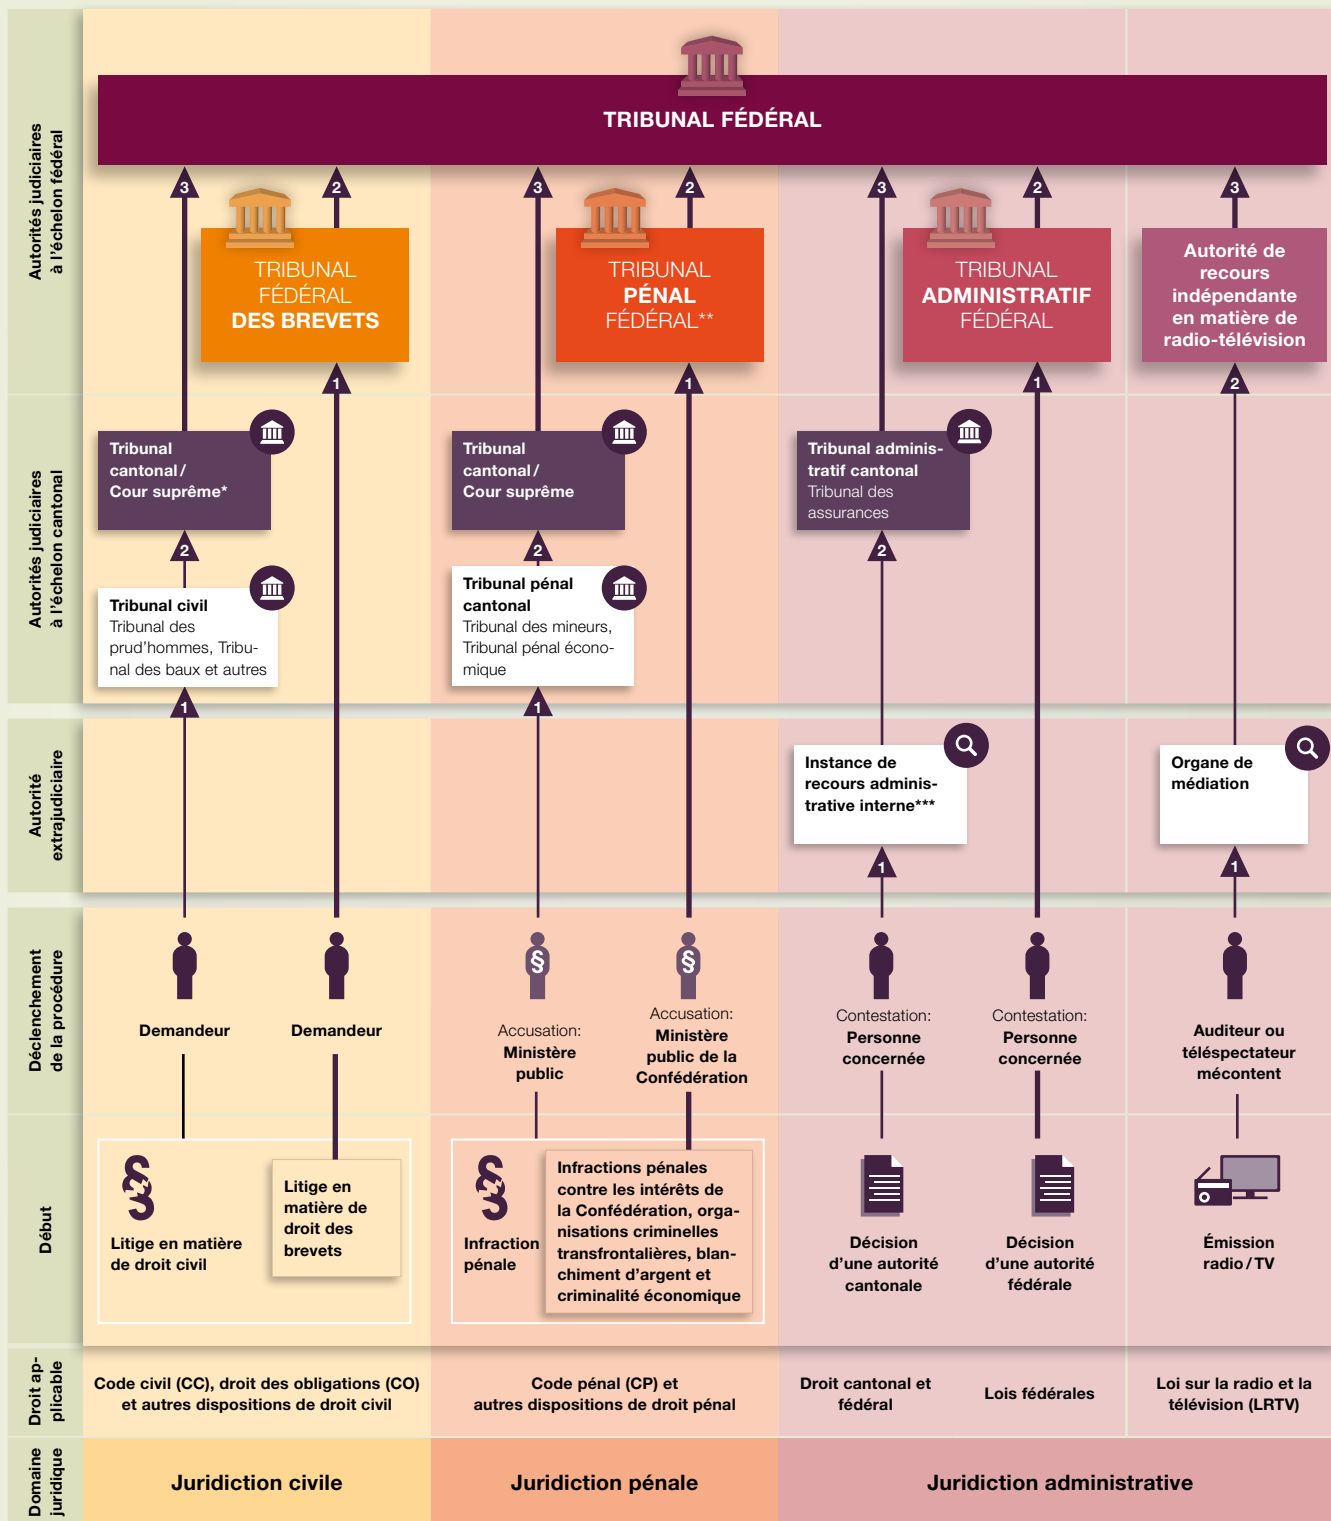 Autorités judiciaires
à l'échelon fédéral
TRIBUNAL FÉDÉRAL
3
2
3
2
3
2
3
TRIBUNAL
FÉDÉRAL
DES BREVETS
TRIBUNAL
PÉNAL
FÉDÉRAL**
TRIBUNAL
ADMINISTRATIF
FÉDÉRAL
Autorité de
recours
indépendante
en matière de
radio-télévision
1
1
1
2
Autorités judiciaires
à l'échelon cantonal
Tribunal
cantonal /
Cour suprême*
Tribunal
cantonal /
Cour suprême
Tribunal adminis-
tratif cantonal
Tribunal des
assurances
2
2
2
Tribunal civil
Tribunal des
prud'hommes, Tribu-
nal des baux et autres
Tribunal pénal
cantonal
Tribunal des mineurs,
Tribunal pénal écono-
mique
1
1
Autorité
extrajudiciaire
Instance de
recours adminis-
trative interne***
Organe de
médiation
1
1
Déclenchement
de la procédure
§
§
Demandeur
Demandeur
Accusation:
Ministère
public
Accusation:
Ministère
public de la
Confédération
Contestation:
Personne
concernée
Contestation:
Personne
concernée
Auditeur ou
téléspectateur
mécontent
Début
§
Litige en matière
de droit civil
Litige en
matière de
droit des
brevets
§
Infraction
pénale
Infractions pénales
contre les intérêts de
la Confédération, orga-
nisations criminelles
transfrontalières, blan-
chiment d'argent et
criminalité économique
Décision
d'une autorité
cantonale
Décision
d'une autorité
fédérale
Émission
radio / TV
Droit ap-
plicable
Code civil (CC), droit des obligations (CO)
et autres dispositions de droit civil
Code pénal (CP) et
autres dispositions de droit pénal
Droit cantonal et
fédéral
Lois fédérales
Loi sur la radio et la
télévision (LRTV)
Domaine
juridique
Juridiction civile
Juridiction pénale
Juridiction administrative